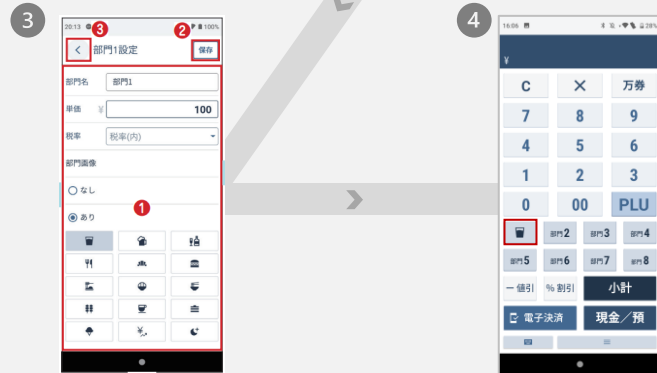 3
20:13
100%
3
2
部門1設定
保存
部門名
部門1
単価
¥
100
税率
税率(内)
部門画像
なし
あり
1
4
16:06
28%
¥
C
×
万券
7
8
9
4
5
6
1
2
3
0
00
PLU
部門2
部門3
部門4
部門5
部門6
部門7
部門8
ー値引
%割引
小計
電子決済
現金/預